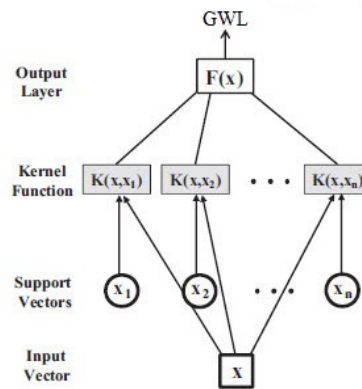 GWL
Output
Layer
F(x)
Kernel
Function
K(x,x₁) K(x,x₂) • • • K(x,xₙ)
Support
Vectors
x₁ x₂ • • • xₙ
Input
Vector
x